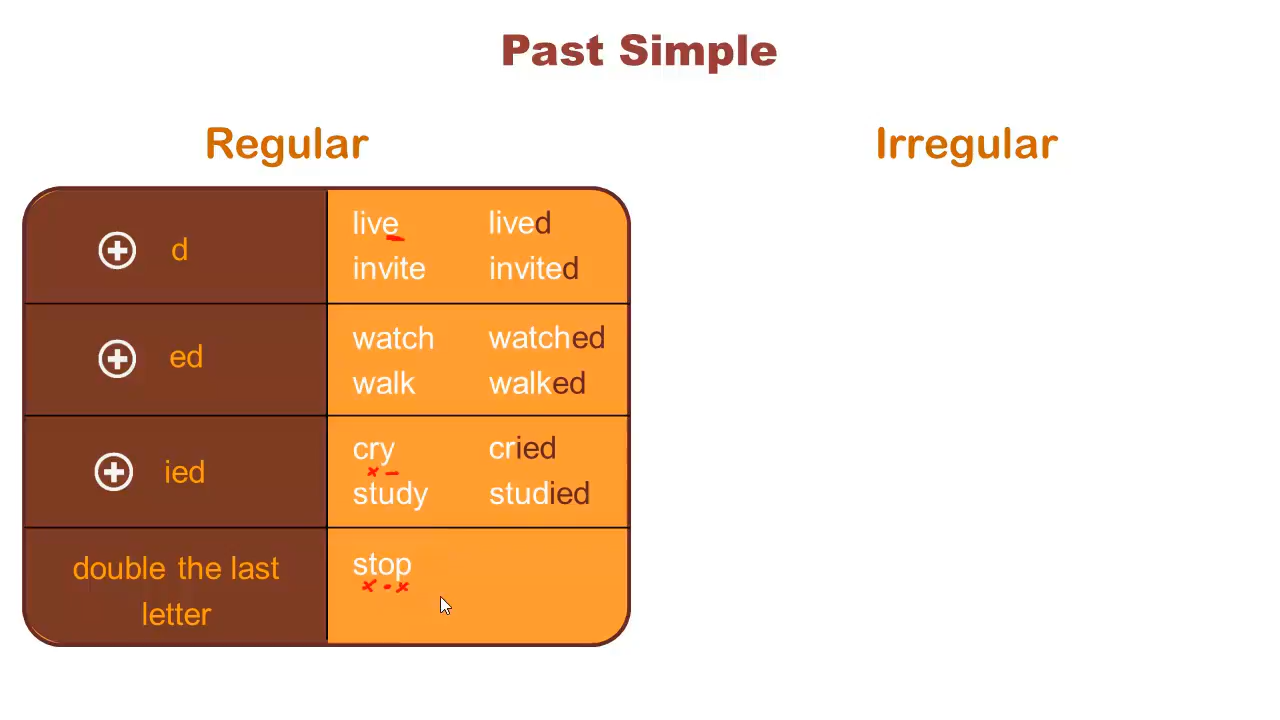 Past Simple
Regular
Irregular
d
live lived
invite invited
ed
watch watched
walk walked
ied
cry cried
study studied
double the last
letter
stop